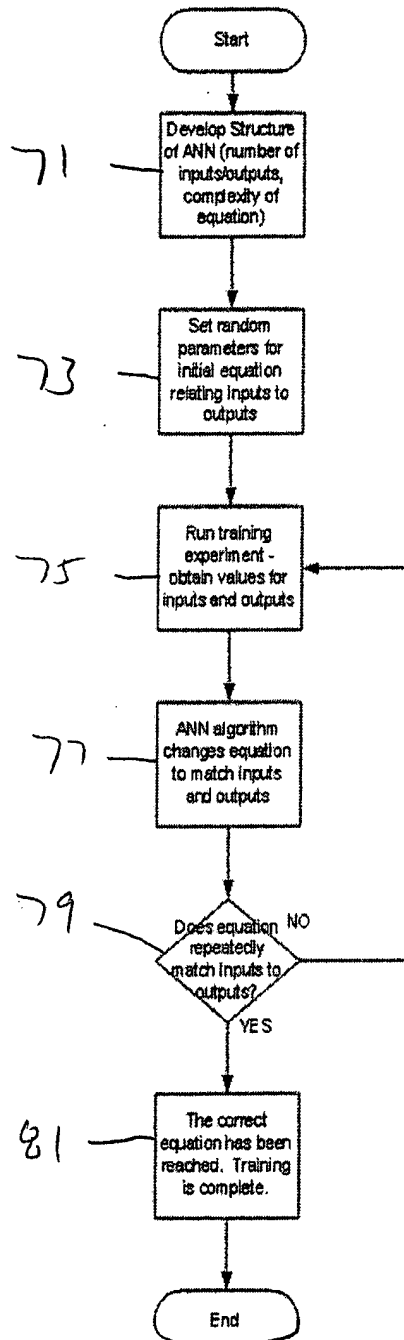 Start
71
Develop Structure
of ANN (number of
inputs/outputs,
complexity of
equation)
73
Set random
parameters for
initial equation
relating inputs to
outputs
75
Run training
experiment -
obtain values for
inputs and outputs
77
ANN algorithm
changes equation
to match inputs
and outputs
79
Does equation
repeatedly
match inputs to
outputs?
NO
YES
81
The correct
equation has been
reached. Training
is complete.
End